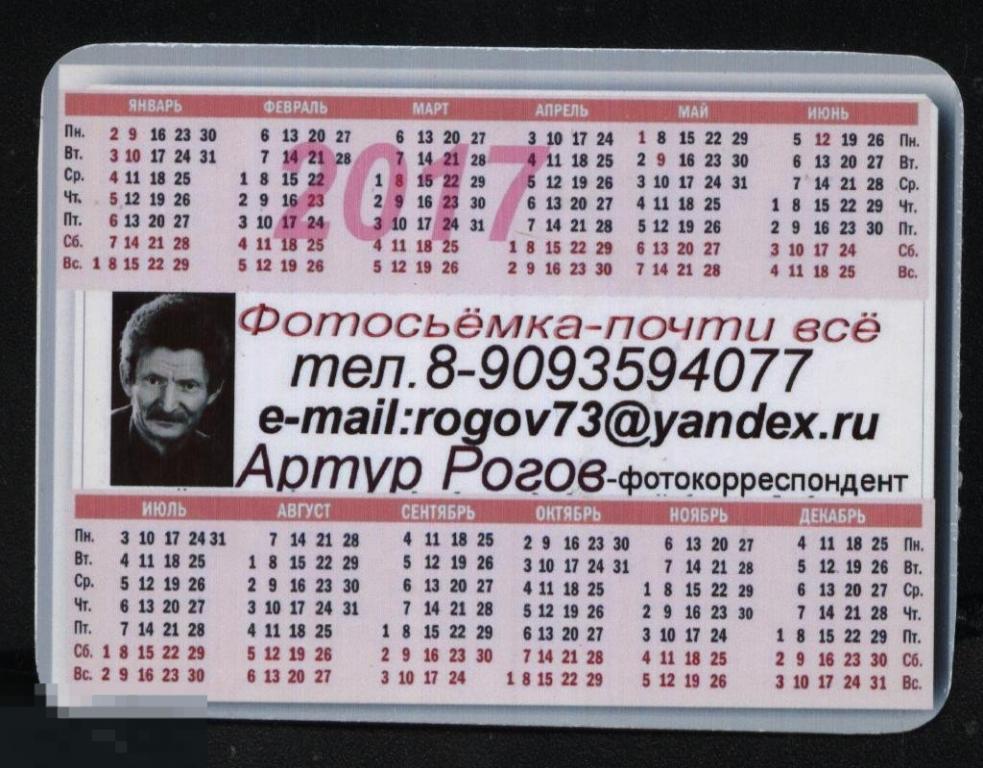 ЯНВАРЬ ФЕВРАЛЬ МАРТ АПРЕЛЬ МАЙ ИЮНЬ
Пн. 2 9 16 23 30 6 13 20 27 6 13 20 27 3 10 17 24 1 8 15 22 29 5 12 19 26 Пн.
Вт. 3 10 17 24 31 7 14 21 28 7 14 21 28 4 11 18 25 2 9 16 23 30 6 13 20 27 Вт.
Ср. 4 11 18 25 1 8 15 22 1 8 15 22 29 5 12 19 26 3 10 17 24 31 7 14 21 28 Ср.
Чт. 5 12 19 26 2 9 16 23 2 9 16 23 30 6 13 20 27 4 11 18 25 1 8 15 22 29 Чт.
Пт. 6 13 20 27 3 10 17 24 3 10 17 24 31 7 14 21 28 5 12 19 26 2 9 16 23 30 Пт.
Сб. 7 14 21 28 4 11 18 25 4 11 18 25 1 8 15 22 29 6 13 20 27 3 10 17 24 Сб.
Вс. 1 8 15 22 29 5 12 19 26 5 12 19 26 2 9 16 23 30 7 14 21 28 4 11 18 25 Вс.
2017
Фотосьёмка-почти всё
тел.8-9093594077
e-mail:rogov73@yandex.ru
Артур Рогов-фотокорреспондент
ИЮЛЬ АВГУСТ СЕНТЯБРЬ ОКТЯБРЬ НОЯБРЬ ДЕКАБРЬ
Пн. 3 10 17 24 31 7 14 21 28 4 11 18 25 2 9 16 23 30 6 13 20 27 4 11 18 25 Пн.
Вт. 4 11 18 25 1 8 15 22 29 5 12 19 26 3 10 17 24 31 7 14 21 28 5 12 19 26 Вт.
Ср. 5 12 19 26 2 9 16 23 30 6 13 20 27 4 11 18 25 1 8 15 22 29 6 13 20 27 Ср.
Чт. 6 13 20 27 3 10 17 24 31 7 14 21 28 5 12 19 26 2 9 16 23 30 7 14 21 28 Чт.
Пт. 7 14 21 28 4 11 18 25 1 8 15 22 29 6 13 20 27 3 10 17 24 1 8 15 22 29 Пт.
Сб. 1 8 15 22 29 5 12 19 26 2 9 16 23 30 7 14 21 28 4 11 18 25 2 9 16 23 30 Сб.
Вс. 2 9 16 23 30 6 13 20 27 3 10 17 24 1 8 15 22 29 5 12 19 26 3 10 17 24 31 Вс.